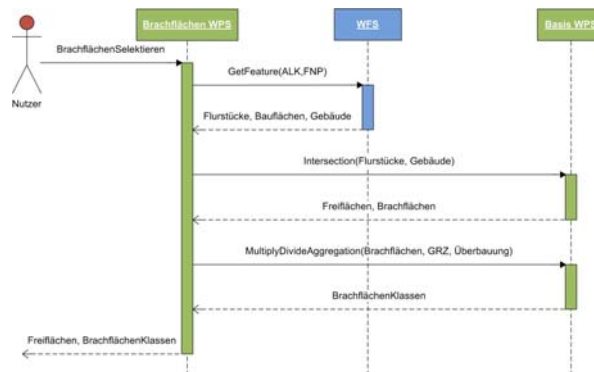 Brachflächen WPS
WFS
Basis WPS
BrachflächenSelektieren
Nutzer
GetFeature(ALK,FNP)
Flurstücke, Bauflächen, Gebäude
Intersection(Flurstücke, Gebäude)
Freiflächen, Brachflächen
MultiplyDivideAggregation(Brachflächen, GRZ, Überbauung)
BrachflächenKlassen
Freiflächen, BrachflächenKlassen